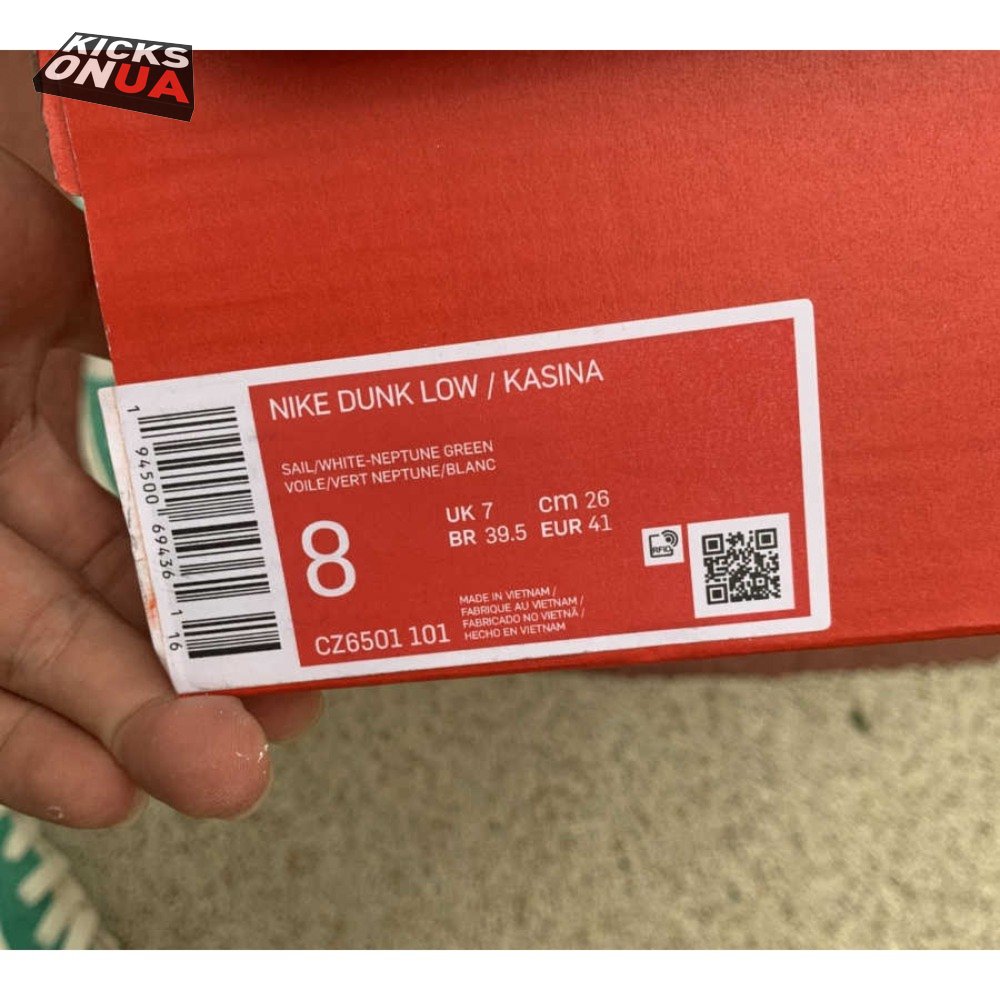 KICKS
ONUA
NIKE DUNK LOW / KASINA
SAIL/WHITE-NEPTUNE GREEN
VOILE/VERT NEPTUNE/BLANC
8
UK 7 cm 26
BR 39.5 EUR 41
CZ6501 101
MADE IN VIETNAM /
FABRIQUE AU VIETNAM /
FABRICADO NO VIETNÃ /
HECHO EN VIETNAM
RFID
1 94500 69436 1 16